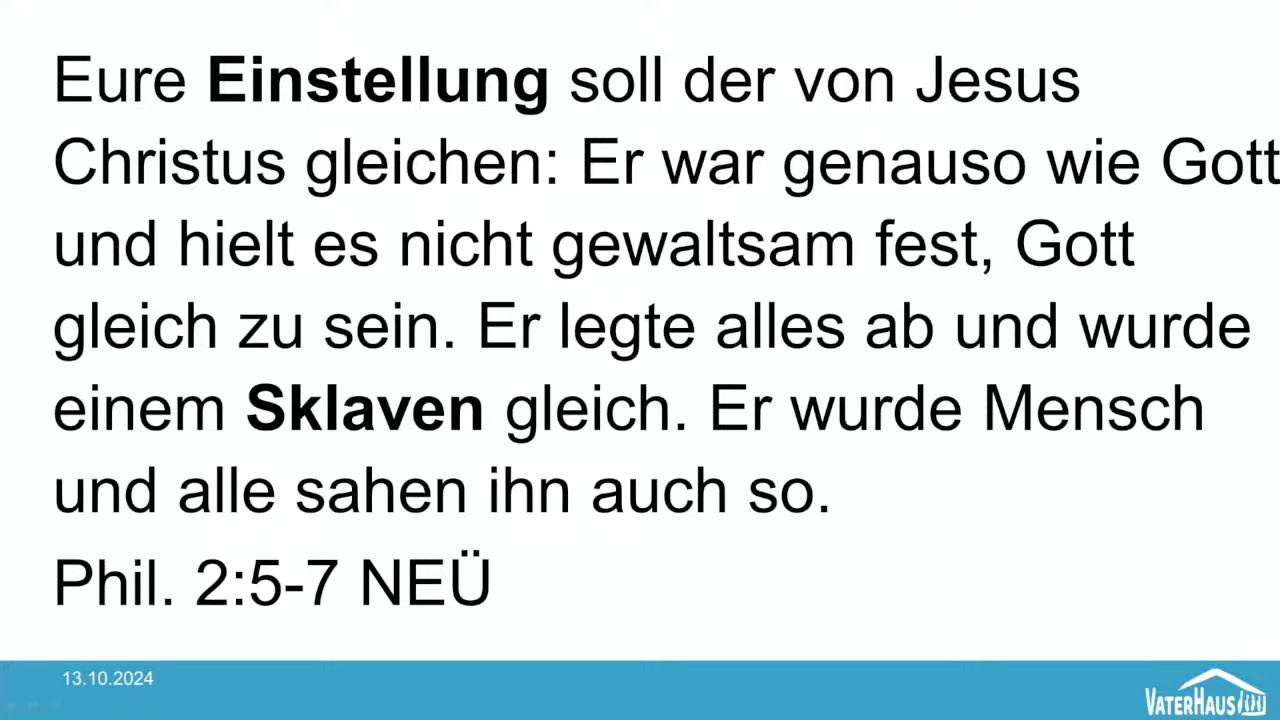 Eure Einstellung soll der von Jesus
Christus gleichen: Er war genauso wie Gott
und hielt es nicht gewaltsam fest, Gott
gleich zu sein. Er legte alles ab und wurde
einem Sklaven gleich. Er wurde Mensch
und alle sahen ihn auch so.
Phil. 2:5-7 NEÜ
13.10.2024
VATERHAUS